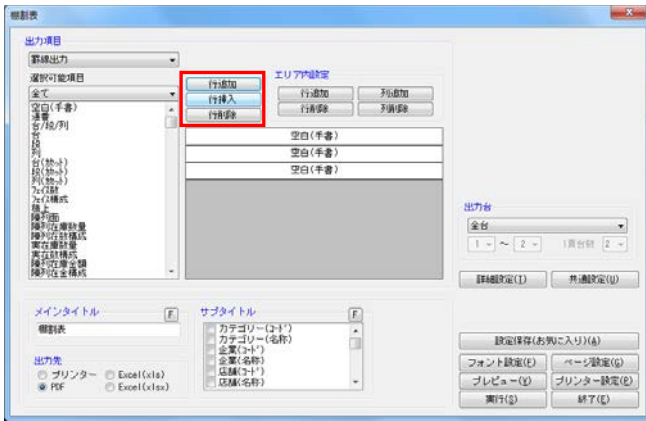 棚割表
出力項目
罫線出力
選択可能項目
全て
空白(手書)
連番
台/段/列
台
段
列
台(カセット)
段(カセット)
列(カセット)
フェイス数
フェイス構成
積上
陳列面
陳列在庫数量
陳列在数構成
実在庫数量
実在数構成
陳列在庫金額
陳列在金構成
行追加
行挿入
行削除
エリア内設定
行追加
列追加
行削除
列削除
空白(手書)
空白(手書)
空白(手書)
出力台
全台
1 ~ 2
1頁台数 2
詳細設定(I)
共通設定(U)
メインタイトル
F
棚割表
サブタイトル
F
カテゴリー(コード)
カテゴリー(名称)
企業(コード)
企業(名称)
店舗(コード)
店舗(名称)
出力先
プリンター
Excel(xls)
PDF
Excel(xlsx)
設定保存(お気に入り)(A)
フォント設定(F)
ページ設定(G)
プレビュー(V)
プリンター設定(P)
実行(S)
終了(E)